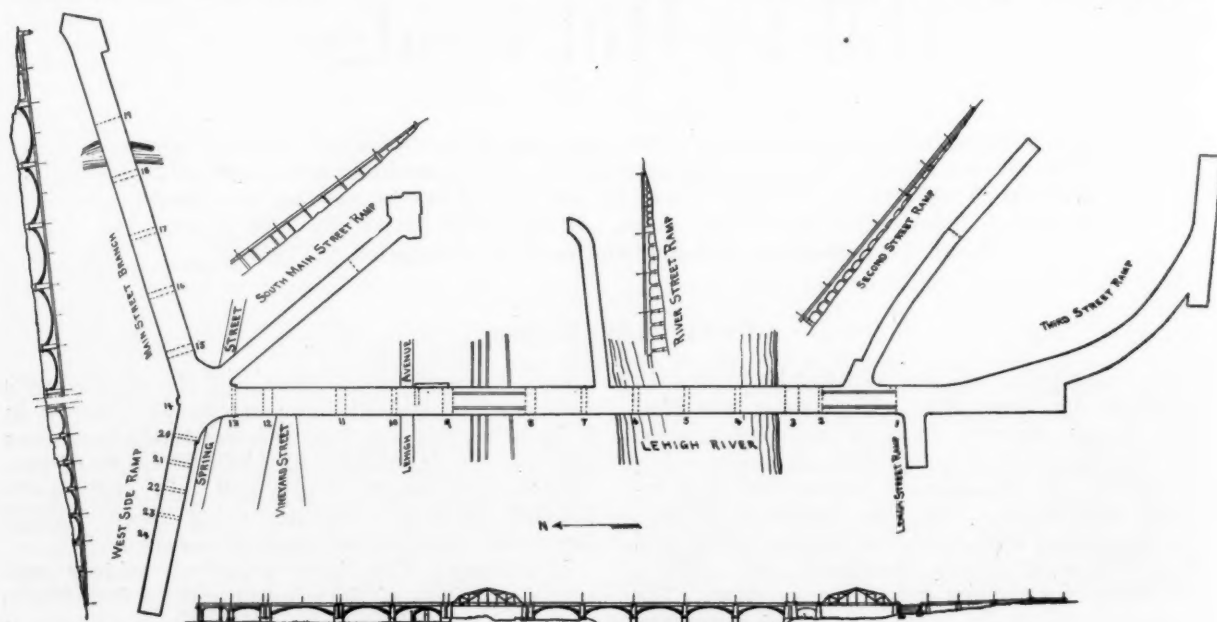 19
18
17
16
15
14
MAIN STREET BRANCH
SOUTH MAIN STREET RAMP
STREET
RIVER STREET RAMP
SECOND STREET RAMP
THIRD STREET RAMP
AVENUE
13
12
11
10
9
8
7
6
5
4
3
2
1
20
21
22
23
24
WEST SIDE RAMP
SPRING
VINEYARD STREET
LEHIGH
LEHIGH RIVER
LEHIGH STREET RAMP
N